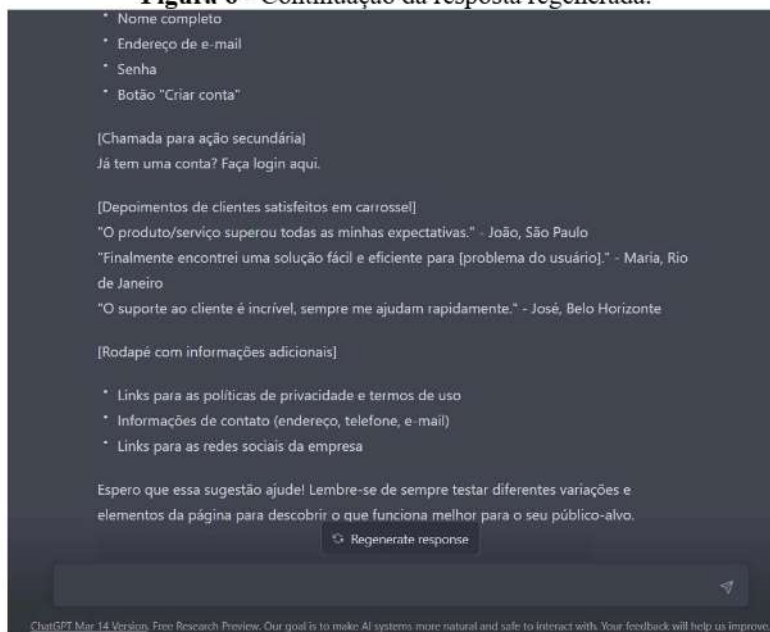 Figura 6 - Continuação da resposta regenerada.
* Nome completo
* Endereço de e-mail
* Senha
* Botão "Criar conta"
[Chamada para ação secundária]
Já tem uma conta? Faça login aqui.
[Depoimentos de clientes satisfeitos em carrossel]
"O produto/serviço superou todas as minhas expectativas." - João, São Paulo
"Finalmente encontrei uma solução fácil e eficiente para [problema do usuário]." - Maria, Rio
de Janeiro
"O suporte ao cliente é incrível, sempre me ajudam rapidamente." - José, Belo Horizonte
[Rodapé com informações adicionais]
* Links para as políticas de privacidade e termos de uso
* Informações de contato (endereço, telefone, e-mail)
* Links para as redes sociais da empresa
Espero que essa sugestão ajude! Lembre-se de sempre testar diferentes variações e
elementos da página para descobrir o que funciona melhor para o seu público-alvo.
Regenerate response
ChatGPT Mar 14 Version. Free Research Preview. Our goal is to make AI systems more natural and safe to interact with. Your feedback will help us improve.